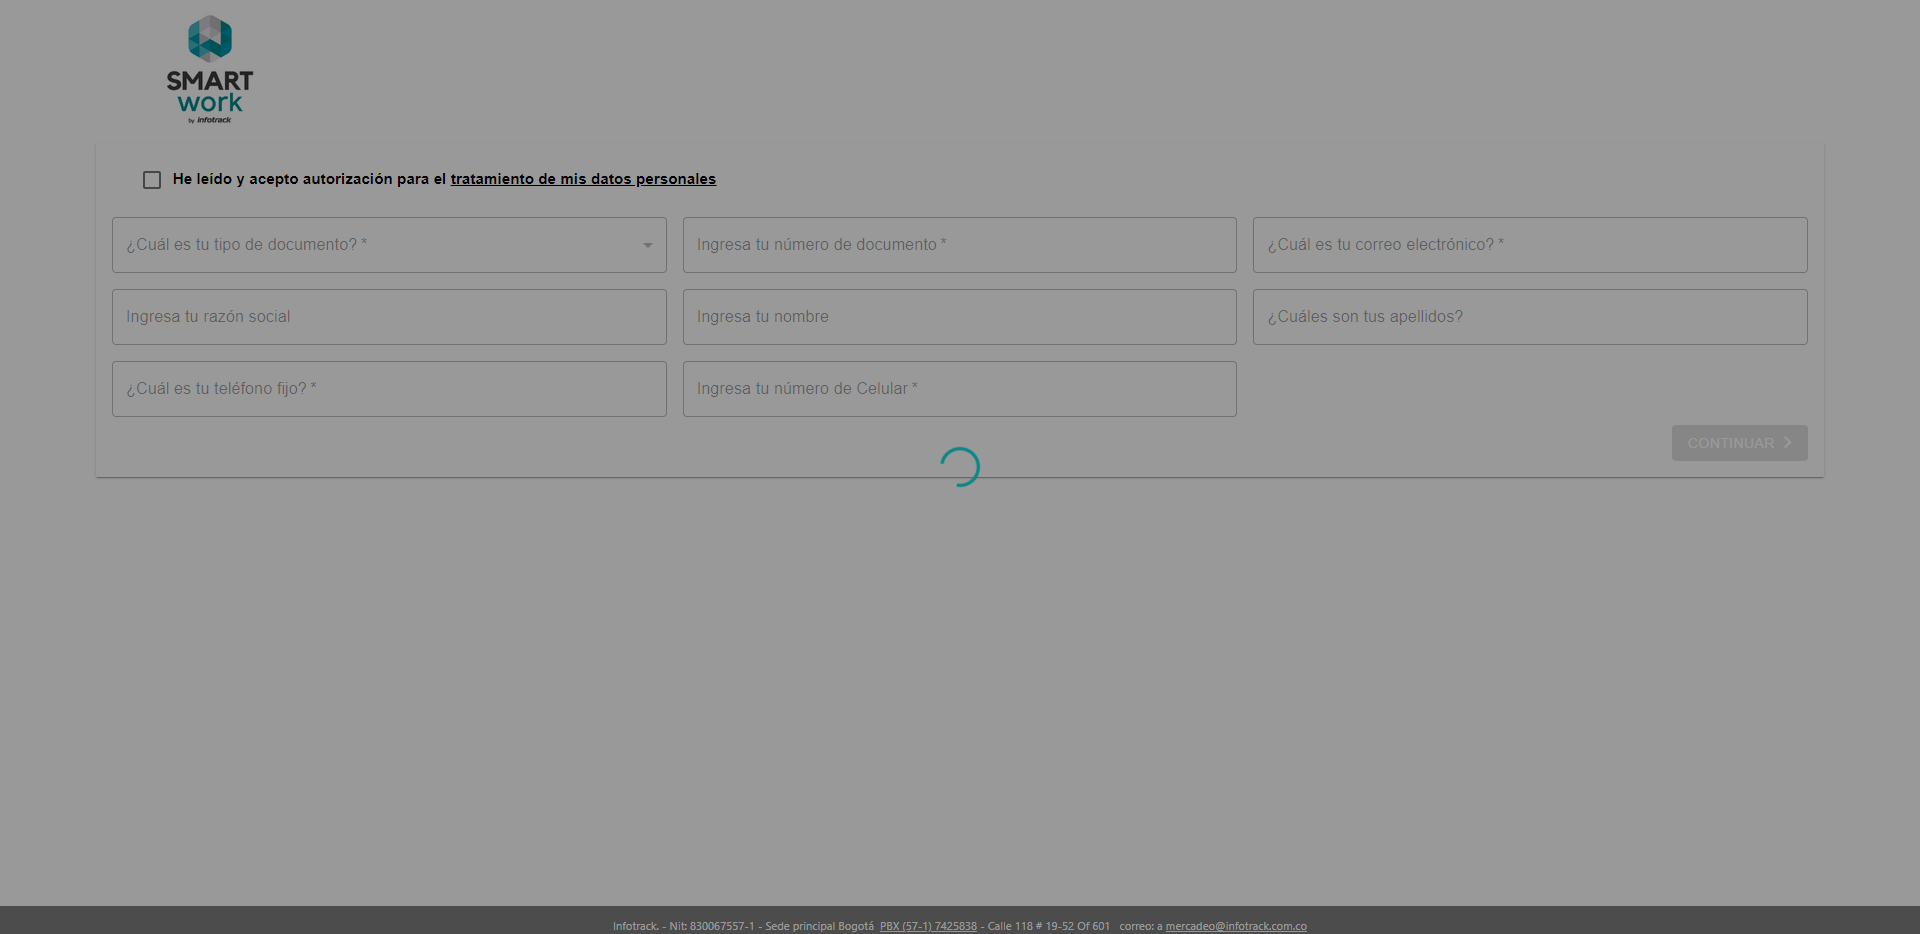 SMART
work
by infotrack
He leído y acepto autorización para el tratamiento de mis datos personales
¿Cuál es tu tipo de documento? *
Ingresa tu número de documento *
¿Cuál es tu correo electrónico? *
Ingresa tu razón social
Ingresa tu nombre
¿Cuáles son tus apellidos?
¿Cuál es tu teléfono fijo? *
Ingresa tu número de Celular *
CONTINUAR
Infotrack. - Nit: 830067557-1 - Sede principal Bogotá PBX (57-1) 7425838 - Calle 118 # 19-52 Of 601 correo: a mercadeo@infotrack.com.co